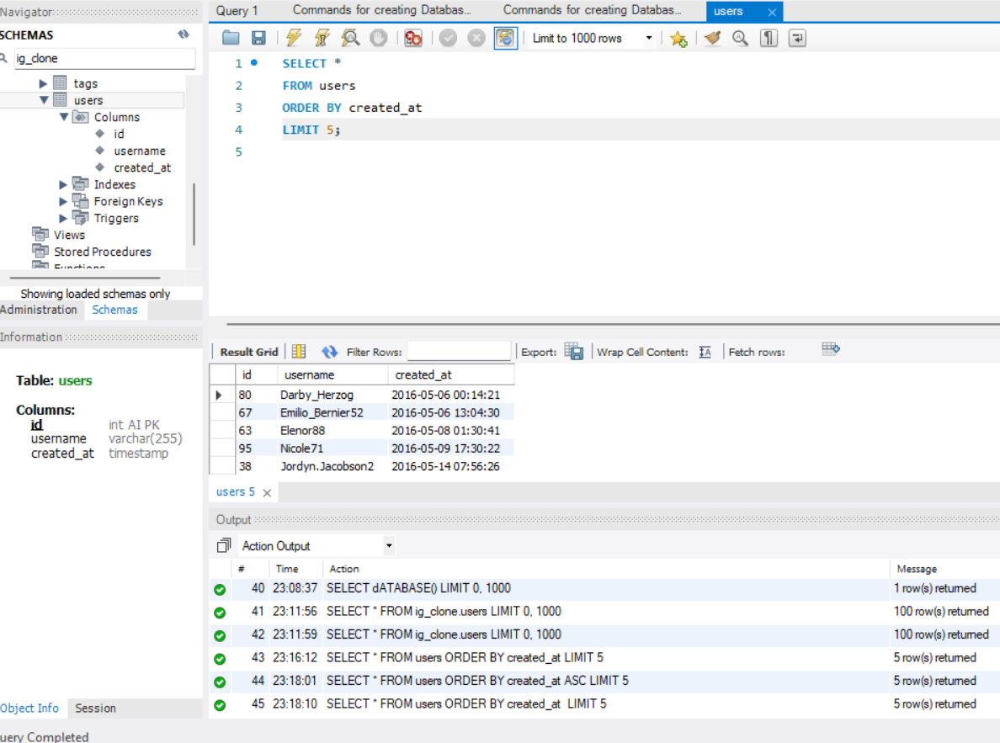 Navigator
SCHEMAS
ig_clone
tags
users
Columns
id
username
created_at
Indexes
Foreign Keys
Triggers
Views
Stored Procedures
Functions
Showing loaded schemas only
Administration Schemas
Information
Table: users
Columns:
id int AI PK
username varchar(255)
created_at timestamp
Object Info Session
uery Completed
Query 1 Commands for creating Databas... Commands for creating Databas... users
Limit to 1000 rows
1 SELECT *
2 FROM users
3 ORDER BY created_at
4 LIMIT 5;
5
Result Grid Filter Rows: Export: Wrap Cell Content: Fetch rows:
id username created_at
80 Darby_Herzog 2016-05-06 00:14:21
67 Emilio_Bernier52 2016-05-06 13:04:30
63 Elenor88 2016-05-08 01:30:41
95 Nicole71 2016-05-09 17:30:22
38 Jordyn.Jacobson2 2016-05-14 07:56:26
users 5
Output
Action Output
# Time Action Message
40 23:08:37 SELECT dATABASE() LIMIT 0, 1000 1 row(s) returned
41 23:11:56 SELECT * FROM ig_clone.users LIMIT 0, 1000 100 row(s) returned
42 23:11:59 SELECT * FROM ig_clone.users LIMIT 0, 1000 100 row(s) returned
43 23:16:12 SELECT * FROM users ORDER BY created_at LIMIT 5 5 row(s) returned
44 23:18:01 SELECT * FROM users ORDER BY created_at ASC LIMIT 5 5 row(s) returned
45 23:18:10 SELECT * FROM users ORDER BY created_at  LIMIT 5 5 row(s) returned